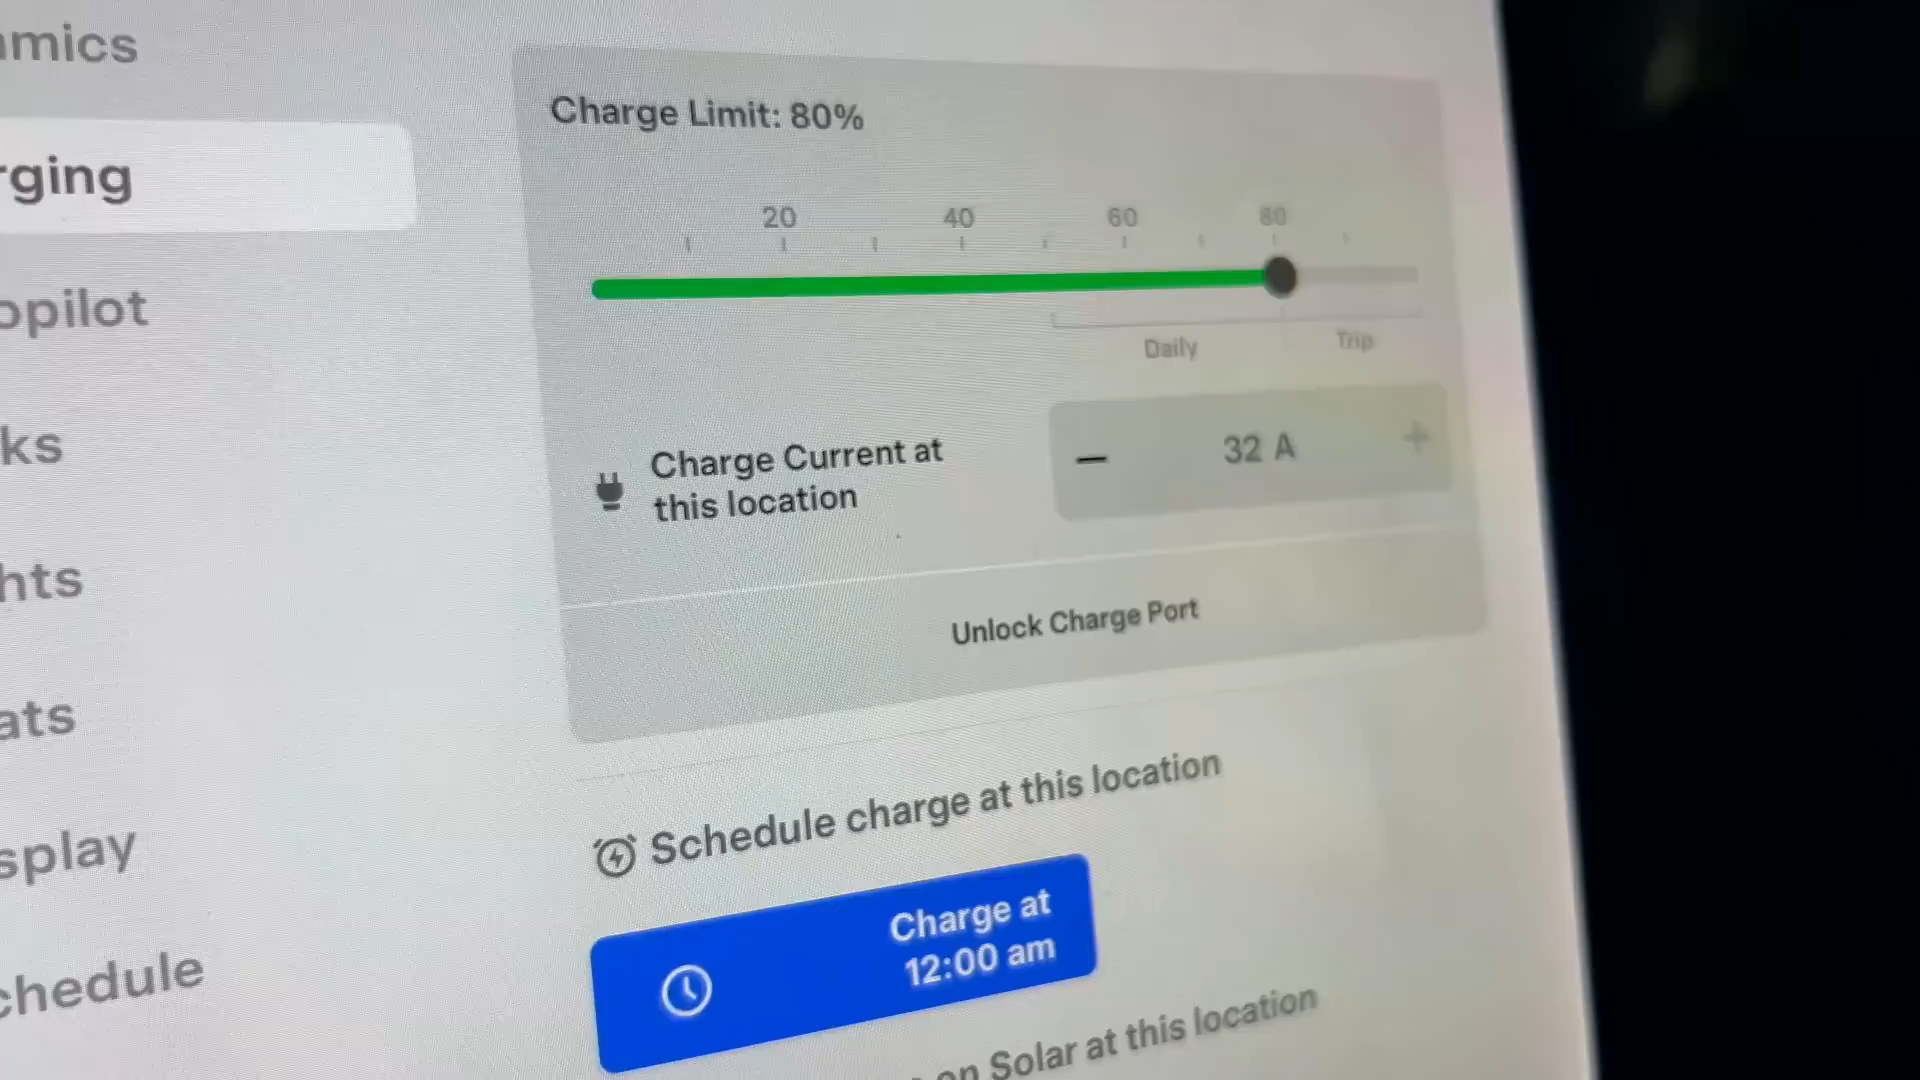 mics
rging
opilot
ks
hts
ats
splay
chedule
Charge Limit: 80%
20 40 60 80
Daily Trip
Charge Current at
this location
− 32 A +
Unlock Charge Port
Schedule charge at this location
Charge at
12:00 am
on Solar at this location